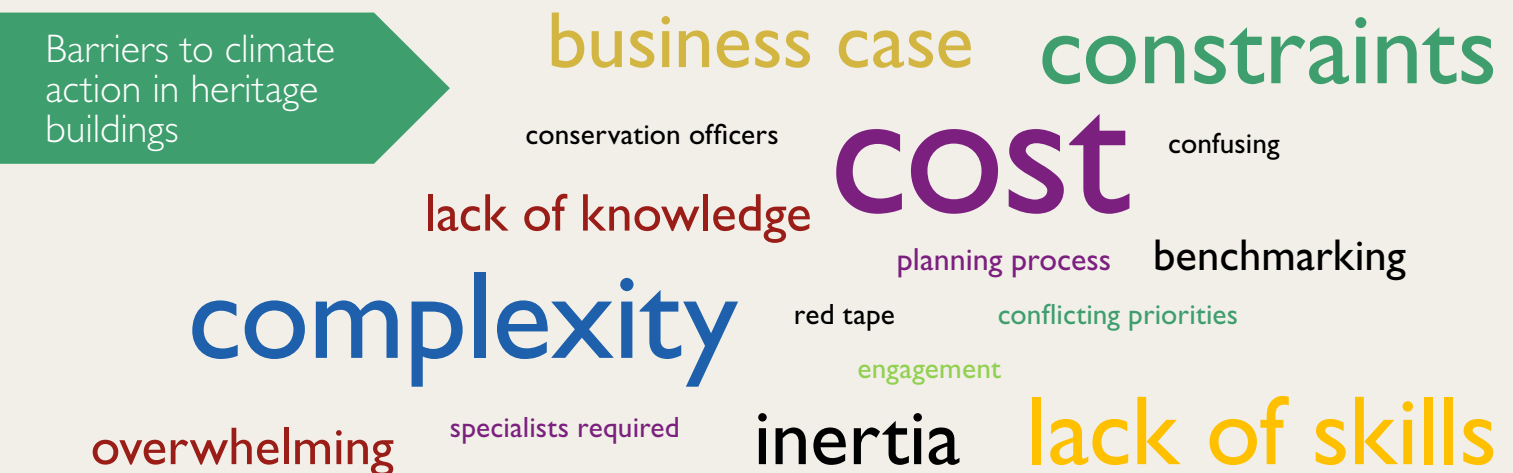 Barriers to climate
action in heritage
buildings
business case
constraints
conservation officers
cost
confusing
lack of knowledge
planning process
benchmarking
complexity
red tape
conflicting priorities
engagement
overwhelming
specialists required
inertia
lack of skills